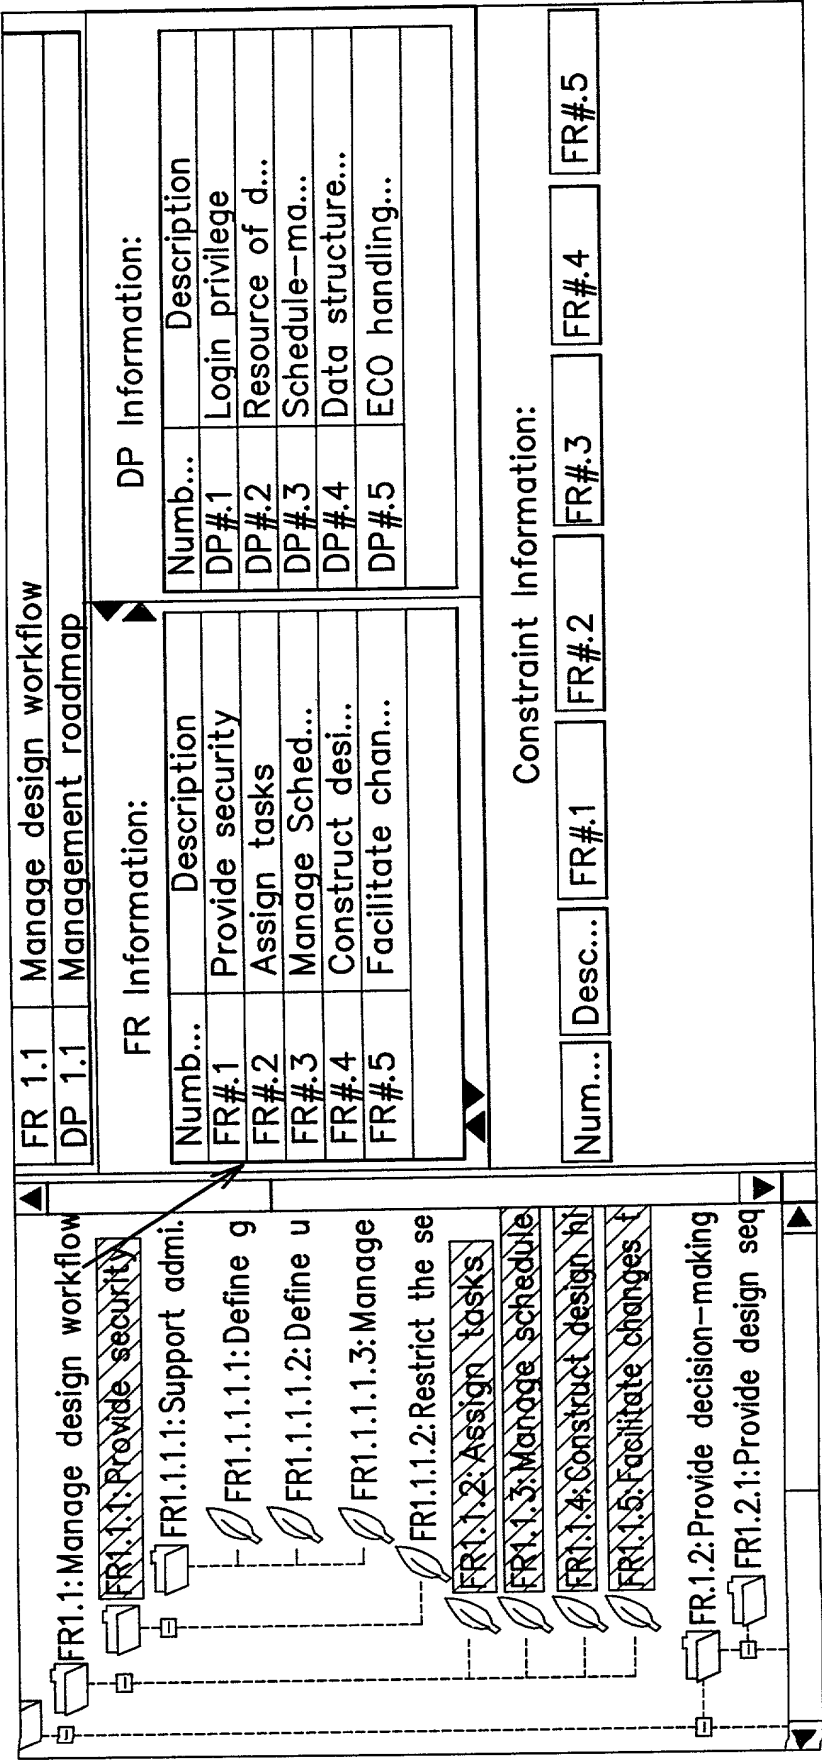 FR1.1:Manage design workflow
FR1.1.1:Provide security
FR1.1.1.1:Support admi.
FR1.1.1.1.1:Define g
FR1.1.1.1.2:Define u
FR1.1.1.1.3:Manage
FR1.1.1.2:Restrict the se
FR1.1.2:Assign tasks
FR1.1.3:Manage schedule
FR1.1.4:Construct design hi
FR1.1.5:Facilitate changes t
FR.1.2:Provide decision-making
FR1.2.1:Provide design seq
FR 1.1 Manage design workflow
DP 1.1 Management roadmap
FR Information:
Numb... Description
FR#.1 Provide security
FR#.2 Assign tasks
FR#.3 Manage Sched...
FR#.4 Construct desi...
FR#.5 Facilitate chan...
DP Information:
Numb... Description
DP#.1 Login privilege
DP#.2 Resource of d...
DP#.3 Schedule-ma...
DP#.4 Data structure...
DP#.5 ECO handling...
Constraint Information:
Num... Desc... FR#.1 FR#.2 FR#.3 FR#.4 FR#.5